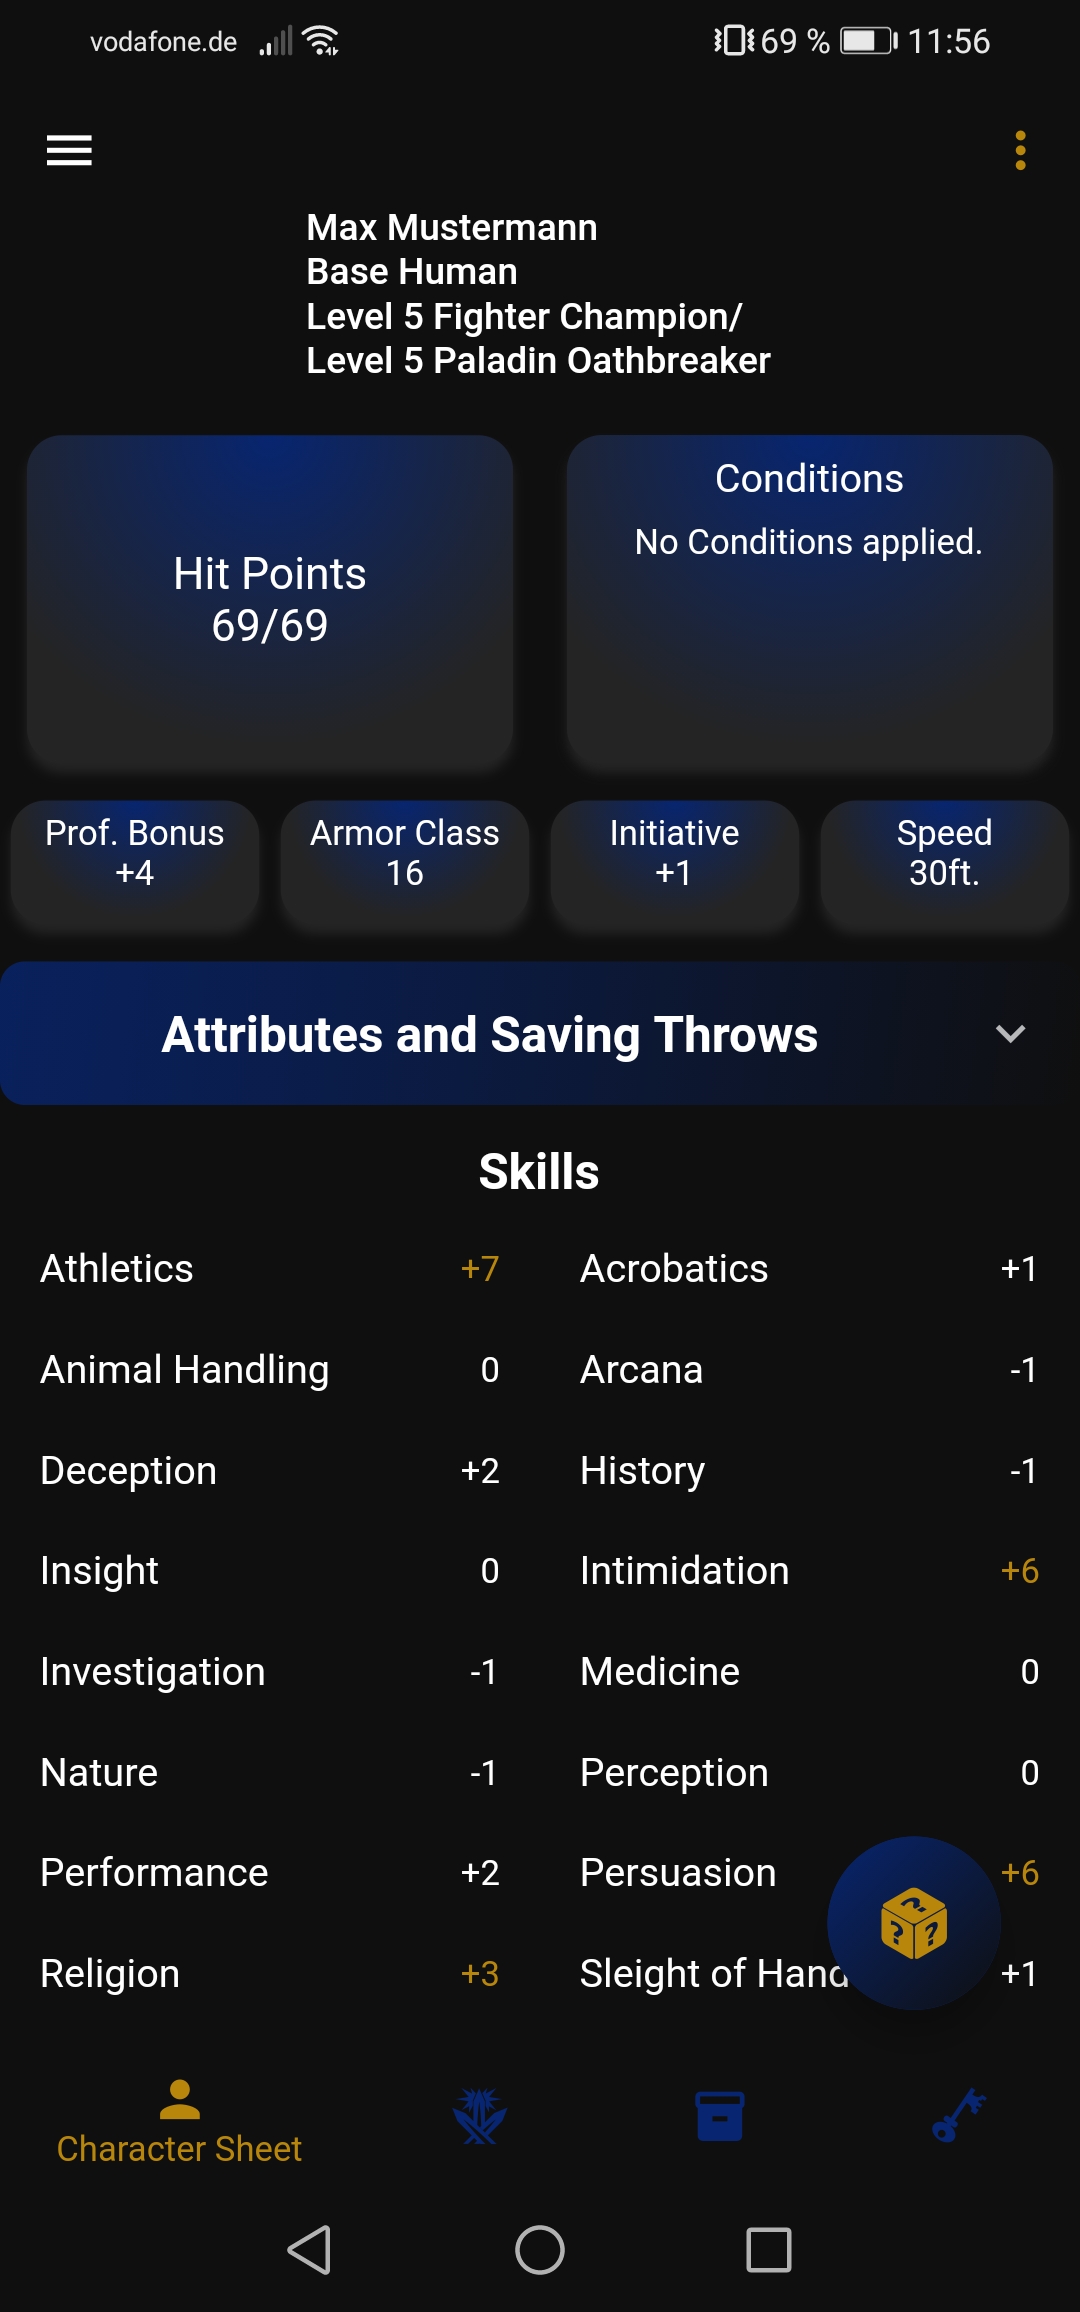 vodafone.de 69 % 11:56
Max Mustermann
Base Human
Level 5 Fighter Champion/
Level 5 Paladin Oathbreaker
Hit Points
69/69
Conditions
No Conditions applied.
Prof. Bonus
+4
Armor Class
16
Initiative
+1
Speed
30ft.
Attributes and Saving Throws
Skills
Athletics +7 Acrobatics +1
Animal Handling 0 Arcana -1
Deception +2 History -1
Insight 0 Intimidation +6
Investigation -1 Medicine 0
Nature -1 Perception 0
Performance +2 Persuasion +6
? ? ?
Religion +3 Sleight of Hand +1
Character Sheet